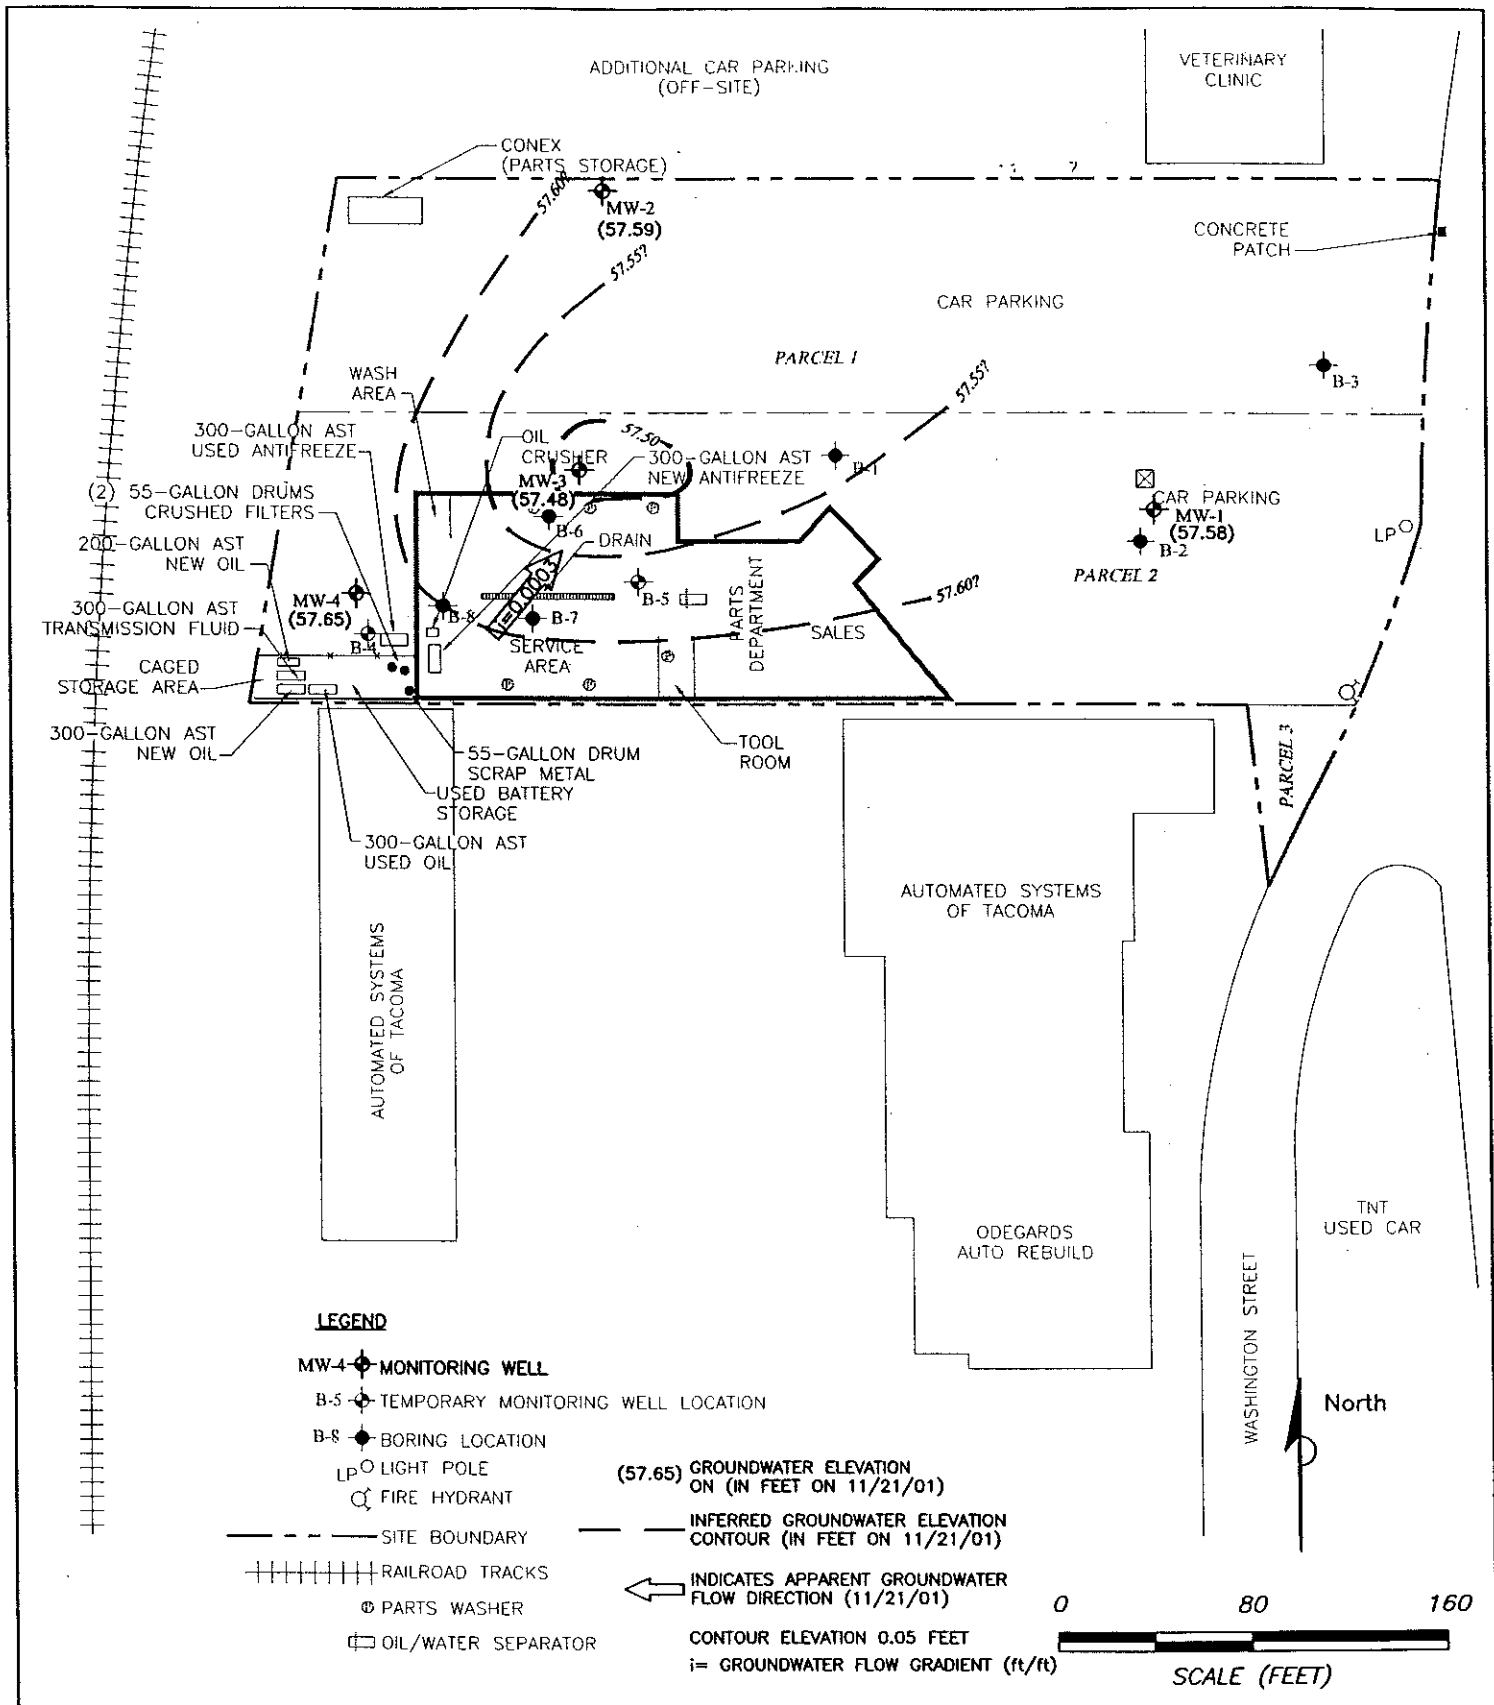 ADDITIONAL CAR PARKING
(OFF-SITE)
VETERINARY
CLINIC
CONEX
(PARTS STORAGE)
57.60?
MW-2
(57.59)
57.55?
CONCRETE
PATCH
CAR PARKING
PARCEL 1
B-3
WASH
AREA
57.55?
300-GALLON AST
USED ANTIFREEZE
OIL
CRUSHER
57.50
300-GALLON AST
NEW ANTIFREEZE
B-1
MW-3
(57.48)
(2) 55-GALLON DRUMS
CRUSHED FILTERS
CAR PARKING
MW-1
(57.58)
LP
B-6
DRAIN
B-2
200-GALLON AST
NEW OIL
PARCEL 2
i=0.0003
57.60?
MW-4
(57.65)
B-5
300-GALLON AST
TRANSMISSION FLUID
B-8
B-7
PARTS
DEPARTMENT
SALES
B-4
SERVICE
AREA
CAGED
STORAGE AREA
300-GALLON AST
NEW OIL
55-GALLON DRUM
SCRAP METAL
TOOL
ROOM
PARCEL 3
USED BATTERY
STORAGE
300-GALLON AST
USED OIL
AUTOMATED SYSTEMS
OF TACOMA
AUTOMATED SYSTEMS
OF TACOMA
ODEGARDS
AUTO REBUILD
TNT
USED CAR
WASHINGTON STREET
North
LEGEND
MW-4 MONITORING WELL
B-5 TEMPORARY MONITORING WELL LOCATION
B-8 BORING LOCATION
LP LIGHT POLE
FIRE HYDRANT
SITE BOUNDARY
RAILROAD TRACKS
PARTS WASHER
OIL/WATER SEPARATOR
(57.65) GROUNDWATER ELEVATION
ON (IN FEET ON 11/21/01)
INFERRED GROUNDWATER ELEVATION
CONTOUR (IN FEET ON 11/21/01)
INDICATES APPARENT GROUNDWATER
FLOW DIRECTION (11/21/01)
CONTOUR ELEVATION 0.05 FEET
i= GROUNDWATER FLOW GRADIENT (ft/ft)
0 80 160
SCALE (FEET)